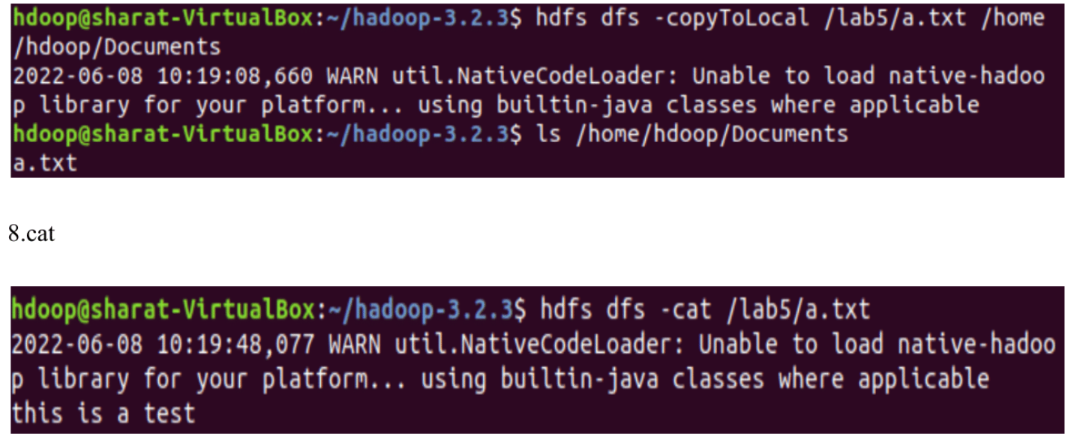 hdoop@sharat-VirtualBox:~/hadoop-3.2.3$ hdfs dfs -copyToLocal /lab5/a.txt /home
/hdoop/Documents
2022-06-08 10:19:08,660 WARN util.NativeCodeLoader: Unable to load native-hadoo
p library for your platform... using builtin-java classes where applicable
hdoop@sharat-VirtualBox:~/hadoop-3.2.3$ ls /home/hdoop/Documents
a.txt
8.cat
hdoop@sharat-VirtualBox:~/hadoop-3.2.3$ hdfs dfs -cat /lab5/a.txt
2022-06-08 10:19:48,077 WARN util.NativeCodeLoader: Unable to load native-hadoo
p library for your platform... using builtin-java classes where applicable
this is a test